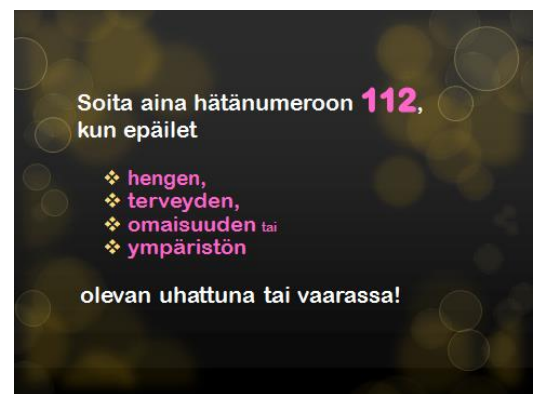 Soita aina hätänumeroon 112,
kun epäilet
❖ hengen,
❖ terveyden,
❖ omaisuuden tai
❖ ympäristön
olevan uhattuna tai vaarassa!